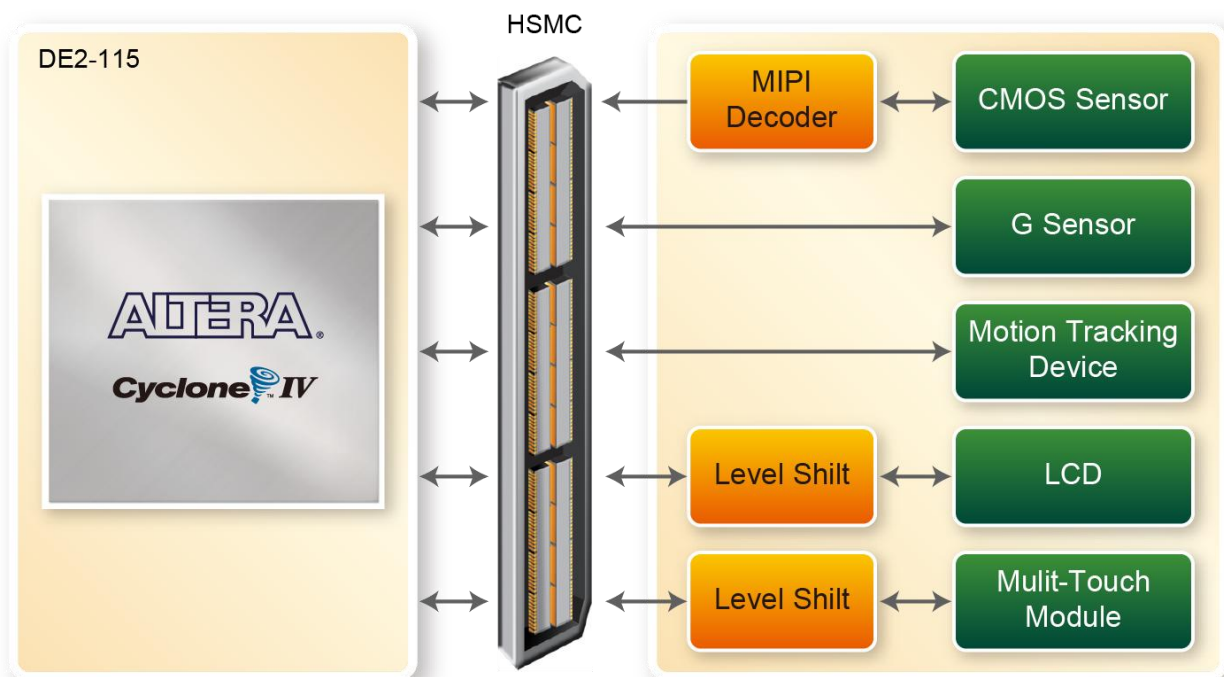 HSMC
DE2-115
ALTERA®
Cyclone™ IV
MIPI
Decoder
CMOS Sensor
G Sensor
Motion Tracking
Device
Level Shilt
LCD
Level Shilt
Mulit-Touch
Module